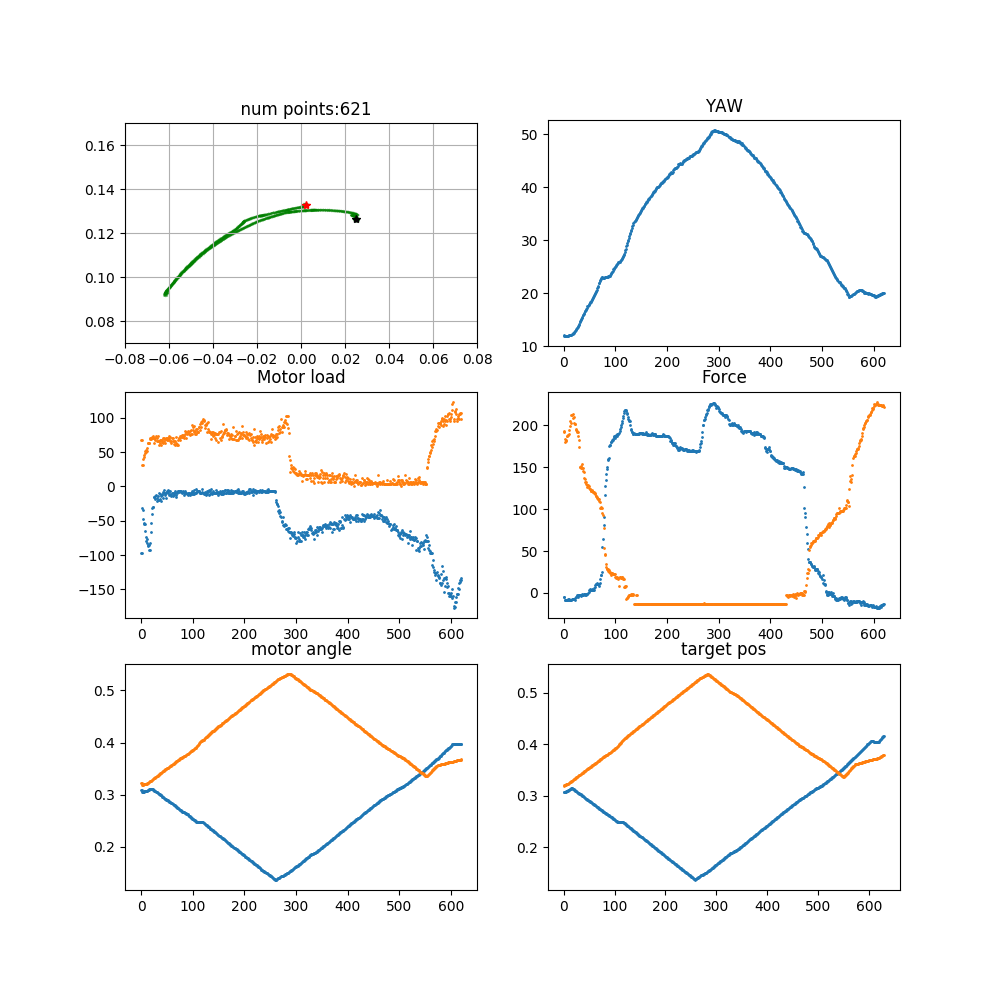 num points:621
0.16
0.14
0.12
0.10
0.08
−0.08 −0.06 −0.04 −0.02 0.00 0.02 0.04 0.06 0.08
YAW
50
40
30
20
10
0 100 200 300 400 500 600
Motor load
100
50
0
−50
−100
−150
0 100 200 300 400 500 600
Force
200
150
100
50
0
0 100 200 300 400 500 600
motor angle
0.5
0.4
0.3
0.2
0 100 200 300 400 500 600
target pos
0.5
0.4
0.3
0.2
0 100 200 300 400 500 600